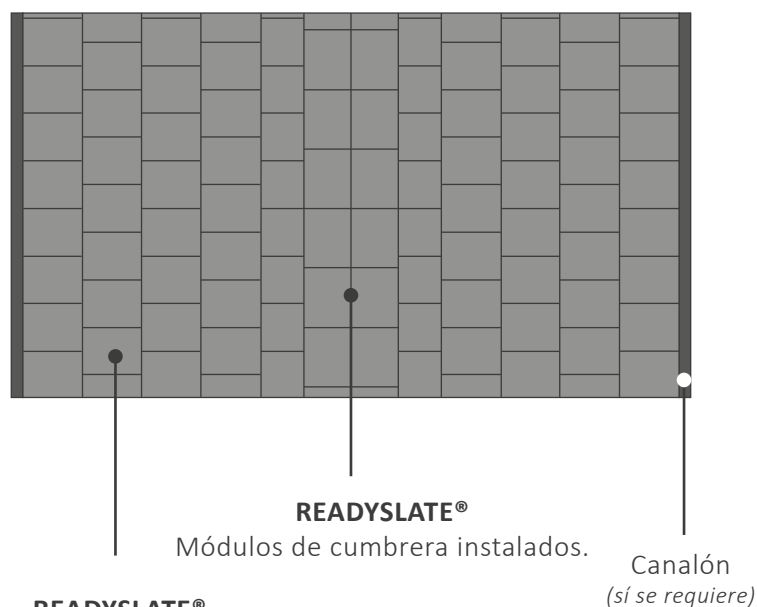 READYSLATE®
Módulos de cumbrera instalados.
Canalón
(sí se requiere)
READYSLATE®